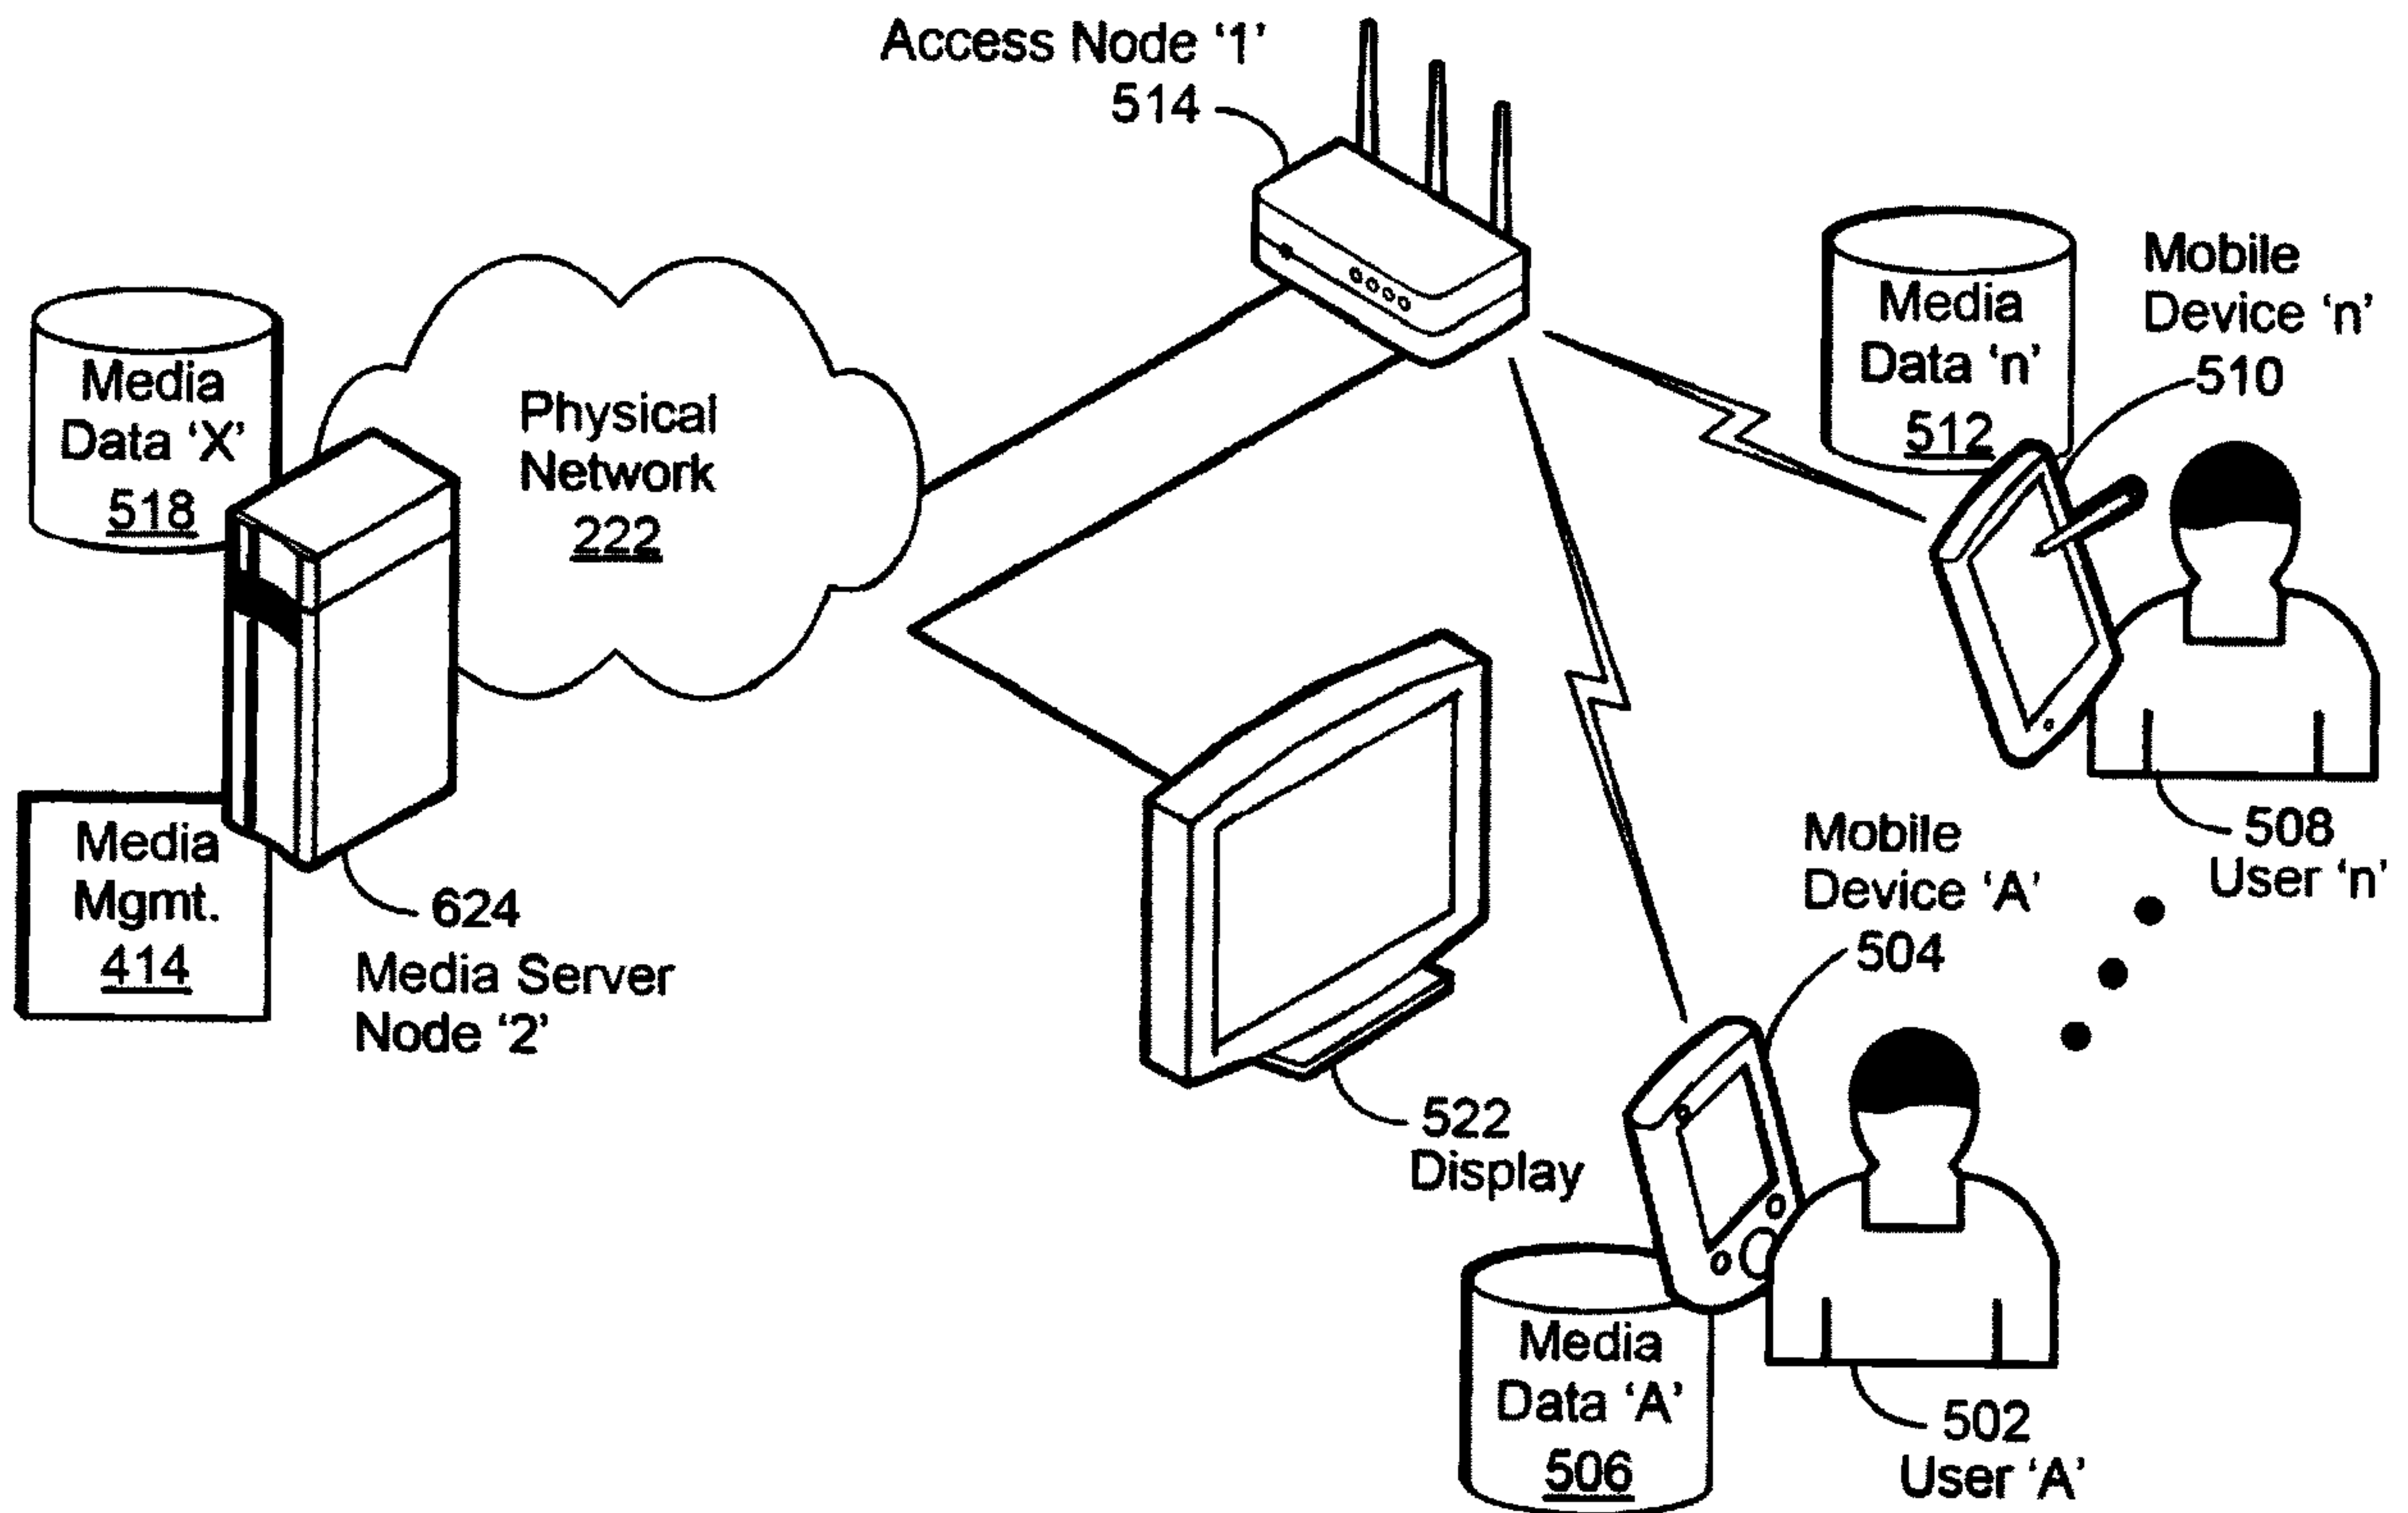 Access Node ‘1’
514
Mobile
Device ‘n’
510
Media
Data ‘n’
512
Media
Data ‘X’
518
Physical
Network
222
508
User ‘n’
Media
Mgmt.
414
624
Media Server
Node ‘2’
Mobile
Device ‘A’
504
522
Display
Media
Data ‘A’
506
502
User ‘A’